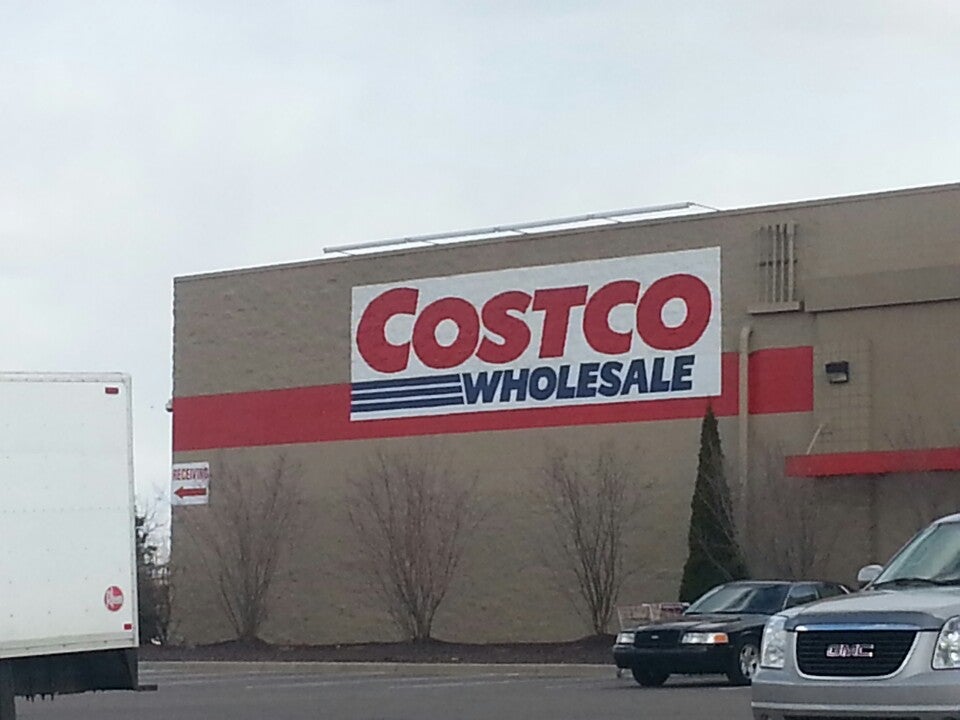 COSTCO
WHOLESALE
RECEIVING
GMC